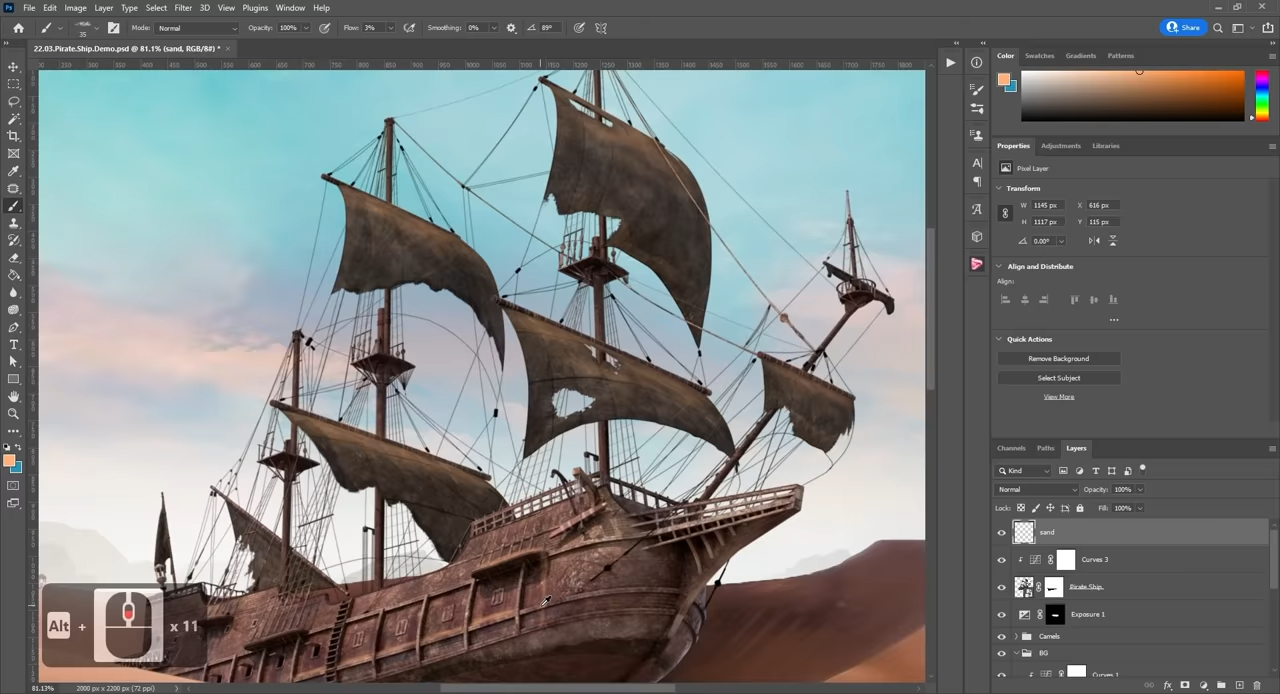 Ps File Edit Image Layer Type Select Filter 3D View Plugins Window Help
35 Mode: Normal Opacity: 100% Flow: 3% Smoothing: 0% 89° Share
22.03.Pirate.Ship.Demo.psd @ 81.1% (sand, RGB/8#) * ×
Color Swatches Gradients Patterns
Properties Adjustments Libraries
Pixel Layer
Transform
W 1145 px X 616 px
H 1117 px Y 115 px
0.00°
Align and Distribute
Align:
Quick Actions
Remove Background
Select Subject
View More
Channels Paths Layers
Kind
Normal Opacity: 100%
Lock: Fill: 100%
sand
Curves 3
Pirate Ship
Exposure 1
Camels
BG
Curves 1
Alt + x 11
81.13% 2000 px x 2200 px (72 ppi)